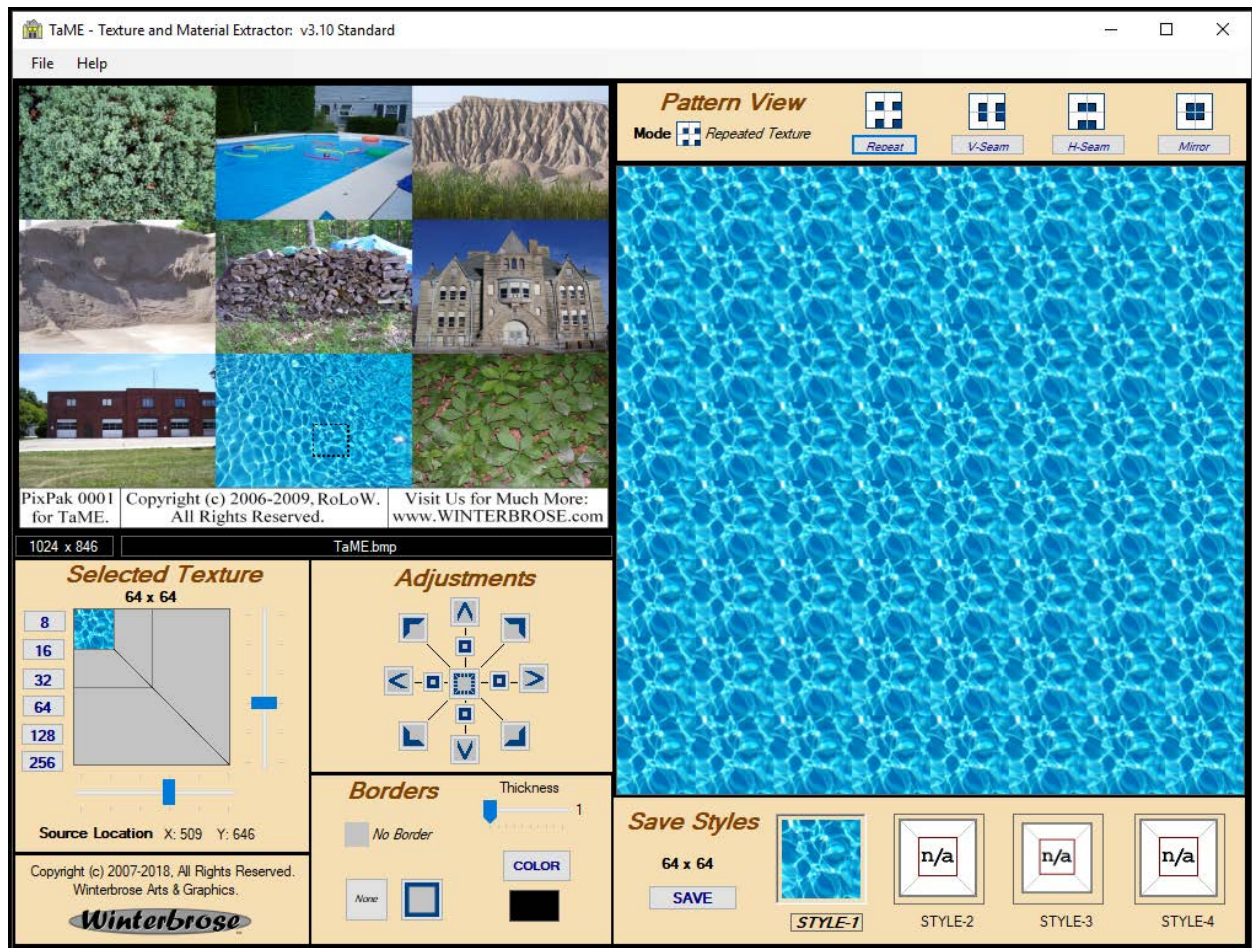 TaME - Texture and Material Extractor: v3.10 Standard
File Help
PixPak 0001 for TaME.
Copyright (c) 2006-2009, RoLoW. All Rights Reserved.
Visit Us for Much More: www.WINTERBROSE.com
1024 x 846
TaME.bmp
Pattern View
Mode Repeated Texture
Repeat
V-Seam
H-Seam
Mirror
Selected Texture
64 x 64
8
16
32
64
128
256
Source Location X: 509 Y: 646
Copyright (c) 2007-2018, All Rights Reserved.
Winterbrose Arts & Graphics.
Winterbrose
Adjustments
Borders
No Border
None
Thickness
1
COLOR
Save Styles
64 x 64
SAVE
STYLE-1
n/a
STYLE-2
n/a
STYLE-3
n/a
STYLE-4